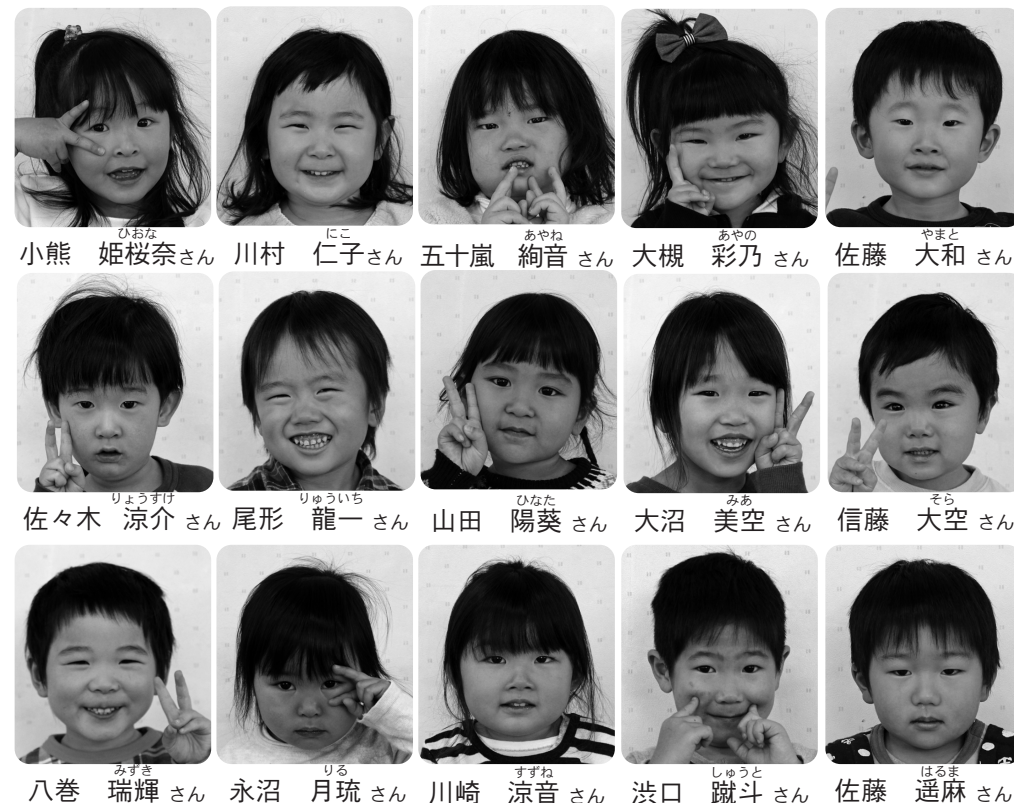 ひおな
小熊 姫桜奈さん
にこ
川村 仁子さん
あやね
五十嵐 絢音 さん
あやの
大槻 彩乃 さん
やまと
佐藤 大和 さん
りょうすけ
佐々木 涼介 さん
りゅういち
尾形 龍一 さん
ひなた
山田 陽葵 さん
みあ
大沼 美空 さん
そら
信藤 大空 さん
みずき
八巻 瑞輝 さん
りる
永沼 月琉 さん
すずね
川崎 涼音 さん
しゅうと
渋口 蹴斗 さん
はるま
佐藤 遥麻 さん